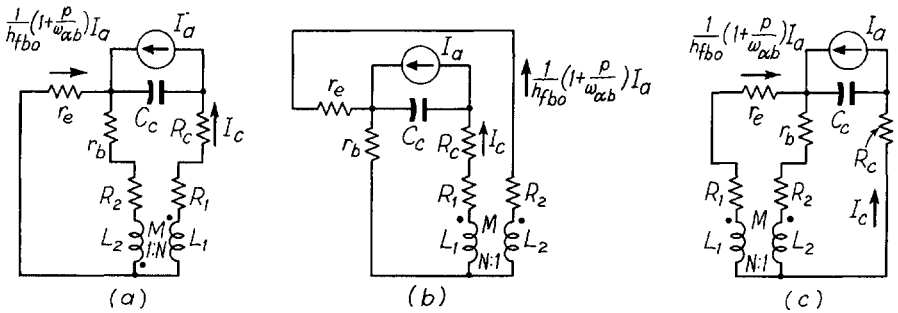 1/h_fbo (1+p/ω_αb) I_a
I_a
r_e
C_c
r_b
R_c
I_c
R_2
R_1
M
L_2
1:N
L_1
(a)
I_a
1/h_fbo (1+p/ω_αb) I_a
r_e
C_c
r_b
R_c
I_c
R_1
R_2
M
L_1
L_2
N:1
(b)
1/h_fbo (1+p/ω_αb) I_a
I_a
r_e
C_c
r_b
R_c
R_1
R_2
I_c
M
L_1
L_2
N:1
(c)